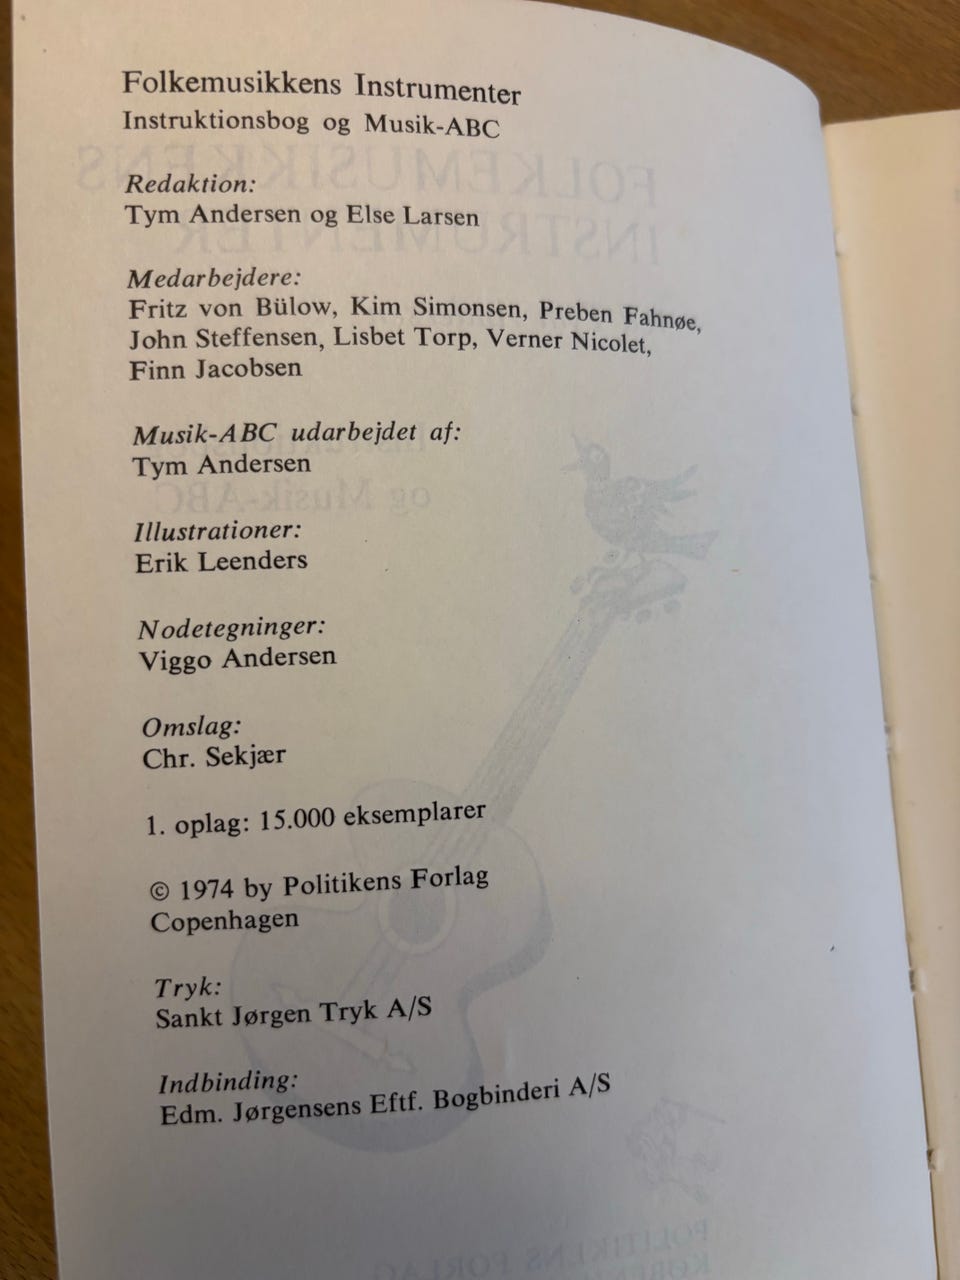 Folkemusikkens Instrumenter
Instruktionsbog og Musik-ABC
Redaktion:
Tym Andersen og Else Larsen
Medarbejdere:
Fritz von Bülow, Kim Simonsen, Preben Fahnøe,
John Steffensen, Lisbet Torp, Verner Nicolet,
Finn Jacobsen
Musik-ABC udarbejdet af:
Tym Andersen
Illustrationer:
Erik Leenders
Nodetegninger:
Viggo Andersen
Omslag:
Chr. Sekjær
1. oplag: 15.000 eksemplarer
© 1974 by Politikens Forlag
Copenhagen
Tryk:
Sankt Jørgen Tryk A/S
Indbinding:
Edm. Jørgensens Eftf. Bogbinderi A/S